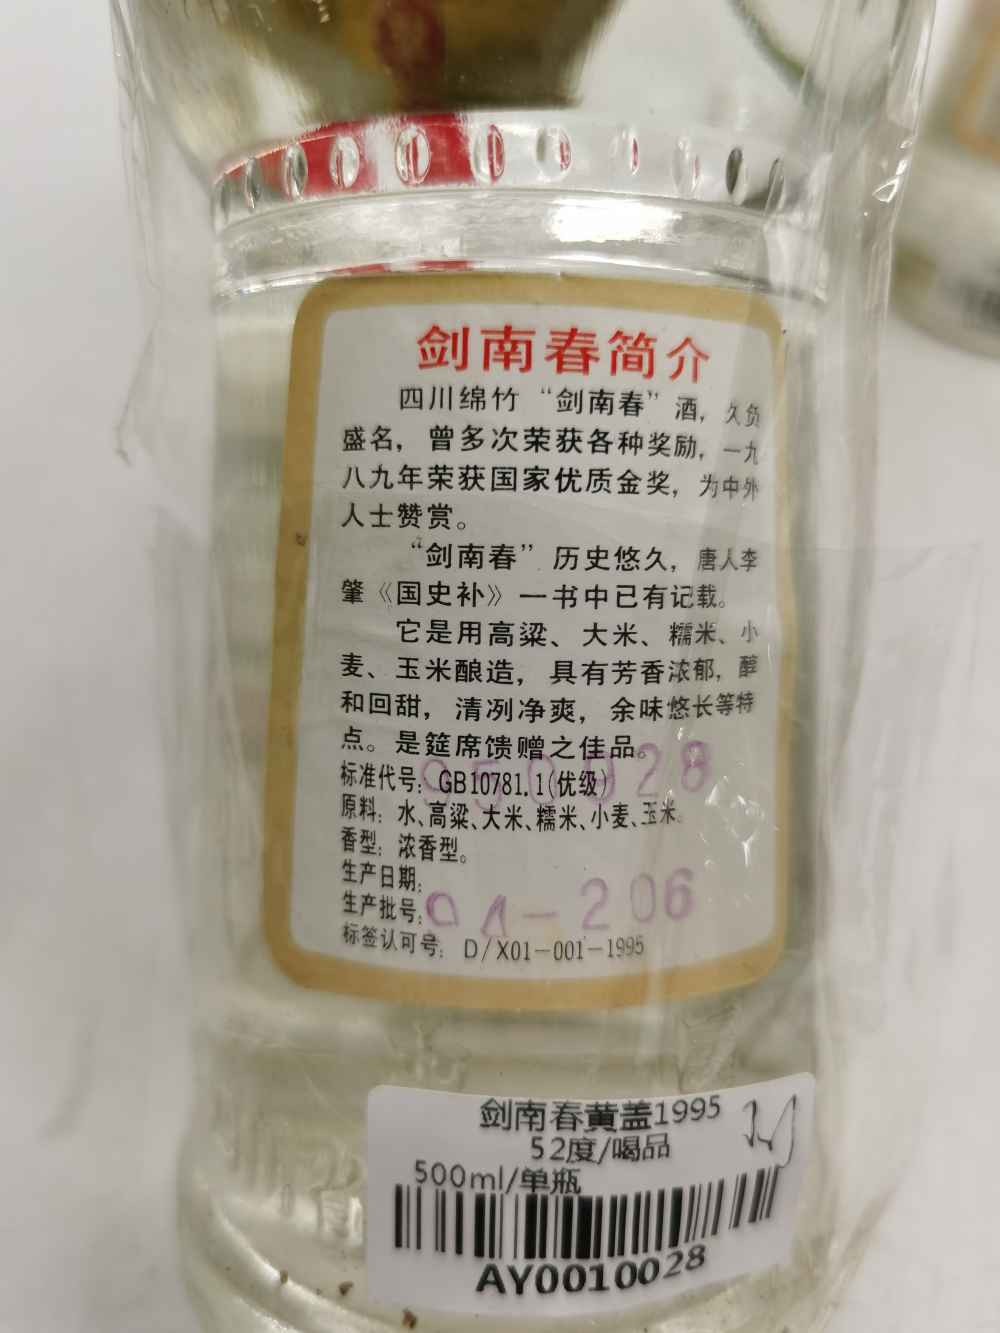 剑南春简介
四川绵竹“剑南春”酒，久负
盛名，曾多次荣获各种奖励，一九
八九年荣获国家优质金奖，为中外
人士赞赏。
“剑南春”历史悠久，唐人李
肇《国史补》一书中已有记载。
它是用高粱、大米、糯米、小
麦、玉米酿造，具有芳香浓郁，醇
和回甜，清冽净爽，余味悠长等特
点。是筵席馈赠之佳品。
950928
标准代号：GB10781.1(优级)
原料：水、高粱、大米、糯米、小麦、玉米。
香型：浓香型。
生产日期：
生产批号：
标签认可号：D/X01-001-1995
剑南春黄盖1995
52度/喝品
500ml/单瓶
AY0010028